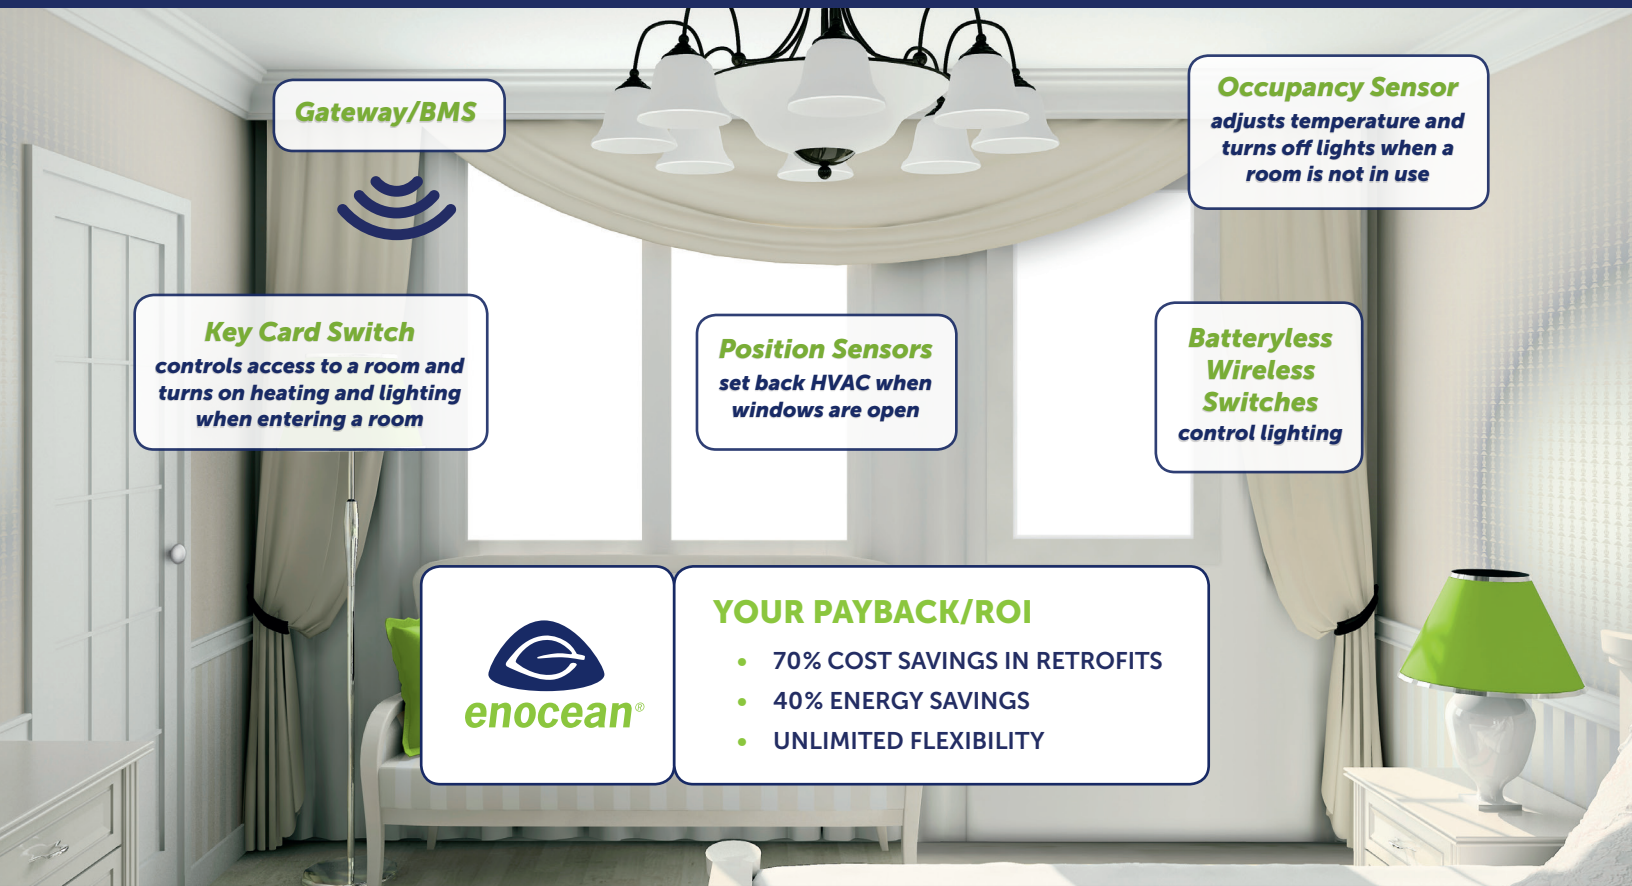 Gateway/BMS
Occupancy Sensor
adjusts temperature and
turns off lights when a
room is not in use
Key Card Switch
controls access to a room and
turns on heating and lighting
when entering a room
Position Sensors
set back HVAC when
windows are open
Batteryless
Wireless
Switches
control lighting
enocean®
YOUR PAYBACK/ROI
• 70% COST SAVINGS IN RETROFITS
• 40% ENERGY SAVINGS
• UNLIMITED FLEXIBILITY